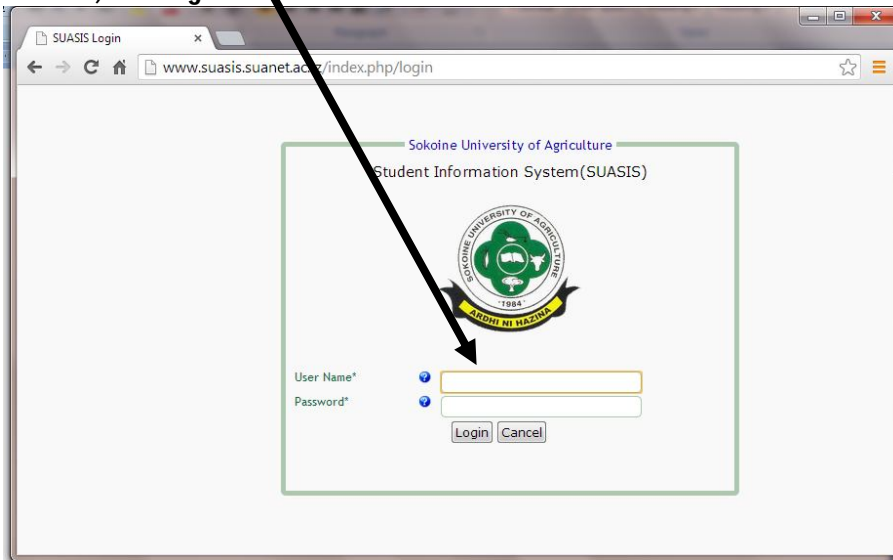 SUASIS Login
www.suasis.suanet.ac.tz/index.php/login
Sokoine University of Agriculture
Student Information System(SUASIS)
SOKOINE UNIVERSITY OF AGRICULTURE
1984
ARDHI NI HAZINA
User Name*
Password*
Login Cancel